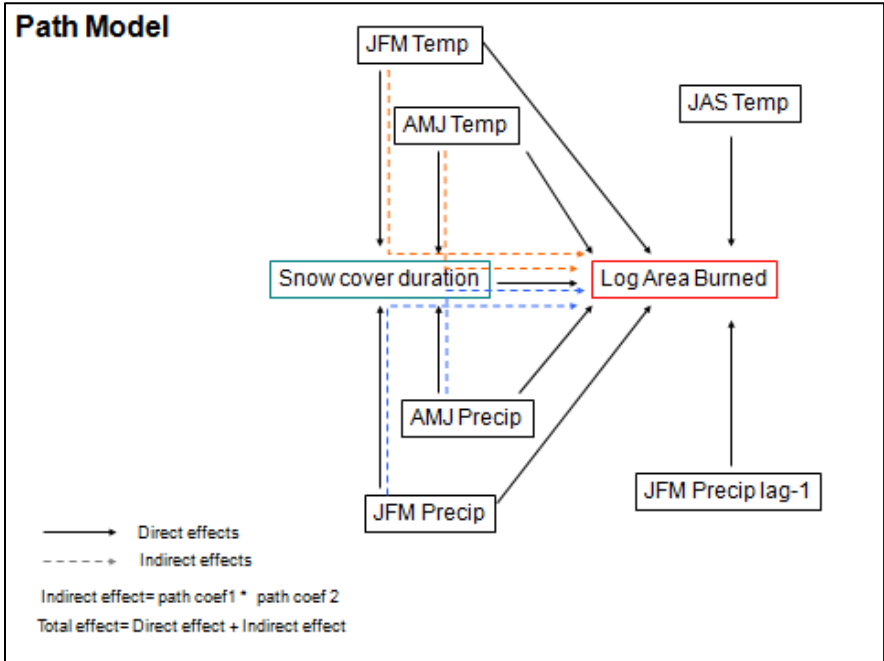 Path Model
JFM Temp
JAS Temp
AMJ Temp
Snow cover duration
Log Area Burned
AMJ Precip
JFM Precip lag-1
JFM Precip
Direct effects
Indirect effects
Indirect effect= path coef1 * path coef 2
Total effect= Direct effect + Indirect effect